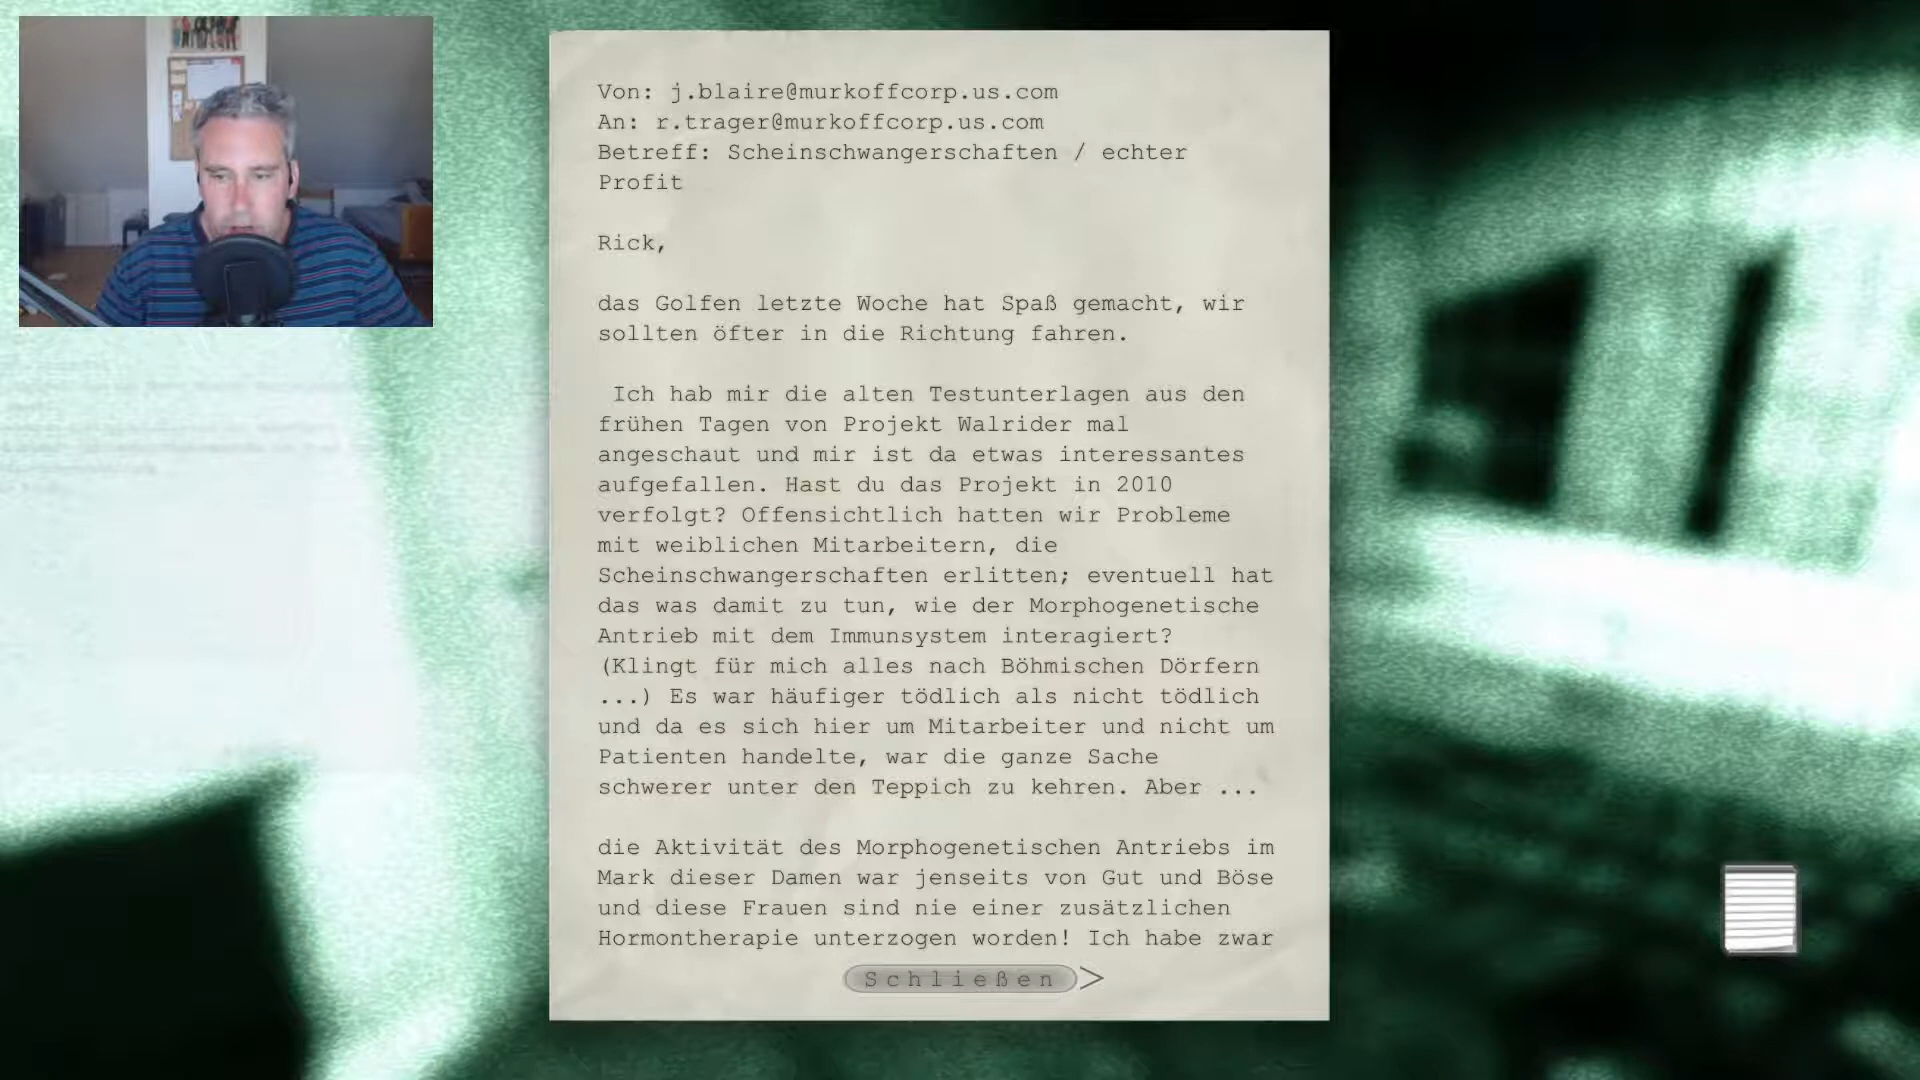 Von: j.blaire@murkoffcorp.us.com
An: r.trager@murkoffcorp.us.com
Betreff: Scheinschwangerschaften / echter
Profit
Rick,
das Golfen letzte Woche hat Spaß gemacht, wir
sollten öfter in die Richtung fahren.
Ich hab mir die alten Testunterlagen aus den
frühen Tagen von Projekt Walrider mal
angeschaut und mir ist da etwas interessantes
aufgefallen. Hast du das Projekt in 2010
verfolgt? Offensichtlich hatten wir Probleme
mit weiblichen Mitarbeitern, die
Scheinschwangerschaften erlitten; eventuell hat
das was damit zu tun, wie der Morphogenetische
Antrieb mit dem Immunsystem interagiert?
(Klingt für mich alles nach Böhmischen Dörfern
...) Es war häufiger tödlich als nicht tödlich
und da es sich hier um Mitarbeiter und nicht um
Patienten handelte, war die ganze Sache
schwerer unter den Teppich zu kehren. Aber ...
die Aktivität des Morphogenetischen Antriebs im
Mark dieser Damen war jenseits von Gut und Böse
und diese Frauen sind nie einer zusätzlichen
Hormontherapie unterzogen worden! Ich habe zwar
Schließen >